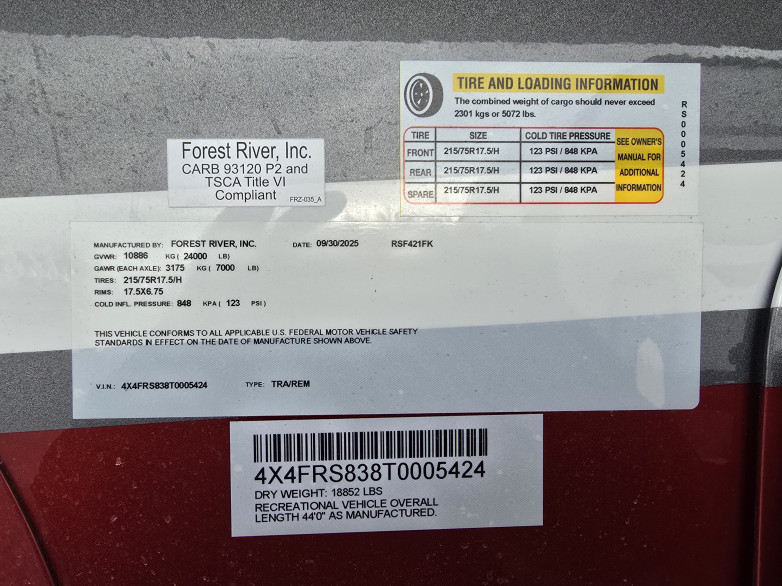 TIRE AND LOADING INFORMATION
The combined weight of cargo should never exceed
2301 kgs or 5072 lbs.
TIRE SIZE COLD TIRE PRESSURE SEE OWNER'S MANUAL FOR ADDITIONAL INFORMATION
FRONT 215/75R17.5/H 123 PSI / 848 KPA
REAR 215/75R17.5/H 123 PSI / 848 KPA
SPARE 215/75R17.5/H 123 PSI / 848 KPA
RS0005424
Forest River, Inc.
CARB 93120 P2 and
TSCA Title VI
Compliant
FRZ-035_A
MANUFACTURED BY: FOREST RIVER, INC. DATE: 09/30/2025 RSF421FK
GVWR: 10886 KG ( 24000 LB)
GAWR (EACH AXLE): 3175 KG ( 7000 LB)
TIRES: 215/75R17.5/H
RIMS: 17.5X6.75
COLD INFL. PRESSURE: 848 KPA ( 123 PSI )
THIS VEHICLE CONFORMS TO ALL APPLICABLE U.S. FEDERAL MOTOR VEHICLE SAFETY
STANDARDS IN EFFECT ON THE DATE OF MANUFACTURE SHOWN ABOVE.
V.I.N.: 4X4FRS838T0005424 TYPE: TRA/REM
4X4FRS838T0005424
DRY WEIGHT: 18852 LBS
RECREATIONAL VEHICLE OVERALL
LENGTH 44'0" AS MANUFACTURED.